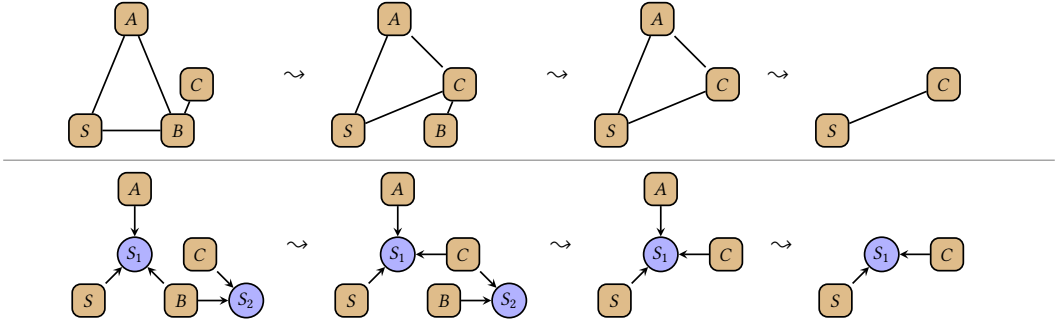 A A A
C ⤳ C ⤳ C ⤳ C
S B S B S S
A A A
S₁ C ⤳ S₁ C ⤳ S₁ C ⤳ S₁ C
S B S₂ S B S₂ S S